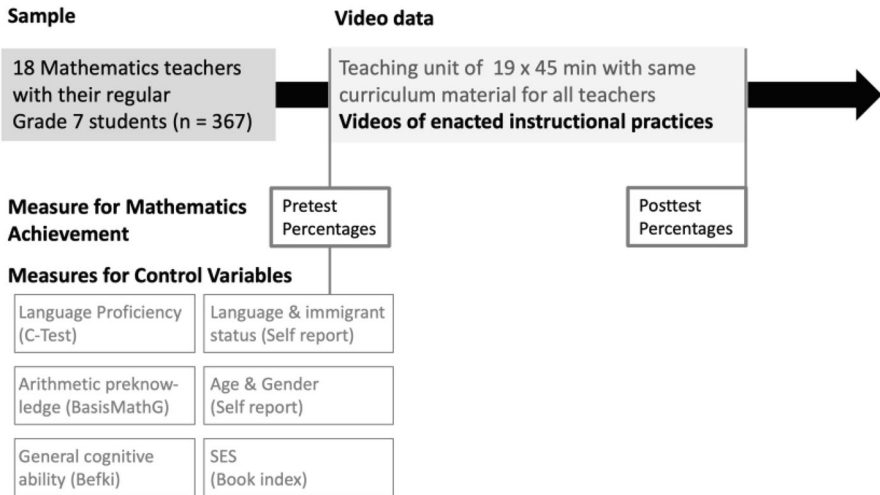 Sample
Video data
18 Mathematics teachers
with their regular
Grade 7 students (n = 367)
Teaching unit of 19 x 45 min with same
curriculum material for all teachers
Videos of enacted instructional practices
Measure for Mathematics
Achievement
Pretest
Percentages
Posttest
Percentages
Measures for Control Variables
Language Proficiency
(C-Test)
Language & immigrant
status (Self report)
Arithmetic preknow-
ledge (BasisMathG)
Age & Gender
(Self report)
General cognitive
ability (Befki)
SES
(Book index)